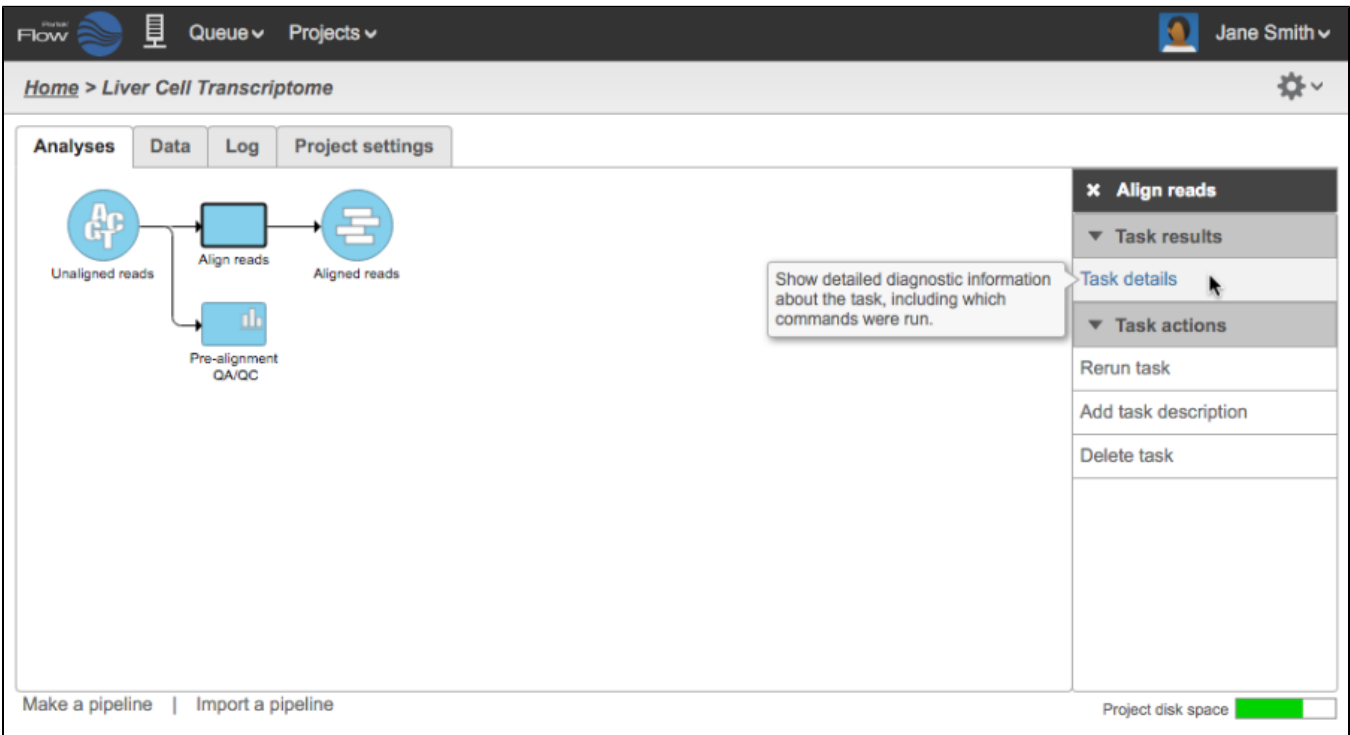 Partek
Flow
Queue
Projects
Jane Smith
Home > Liver Cell Transcriptome
Analyses
Data
Log
Project settings
Ac
GT
Unaligned reads
Align reads
Aligned reads
Pre-alignment
QA/QC
Show detailed diagnostic information
about the task, including which
commands were run.
× Align reads
Task results
Task details
Task actions
Rerun task
Add task description
Delete task
Make a pipeline | Import a pipeline
Project disk space